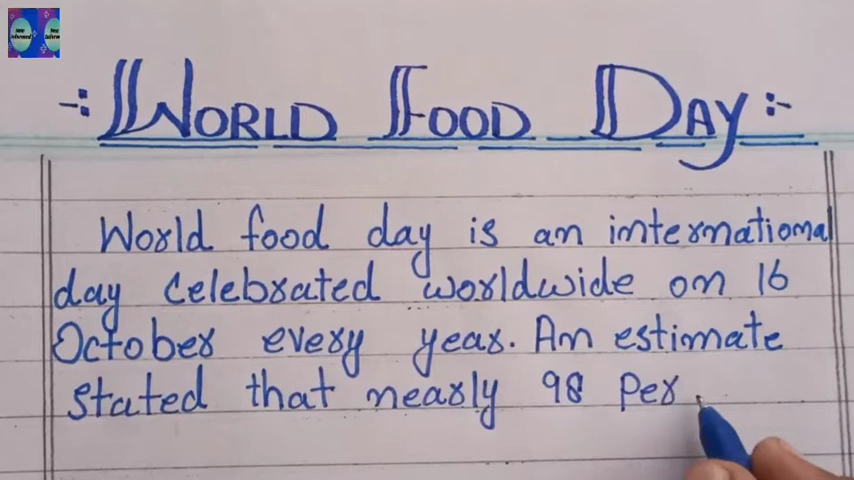 -: WORLD FOOD DAY :-
World food day is an international
day celebrated worldwide on 16
October every year. An estimate
stated that nearly 98 Per